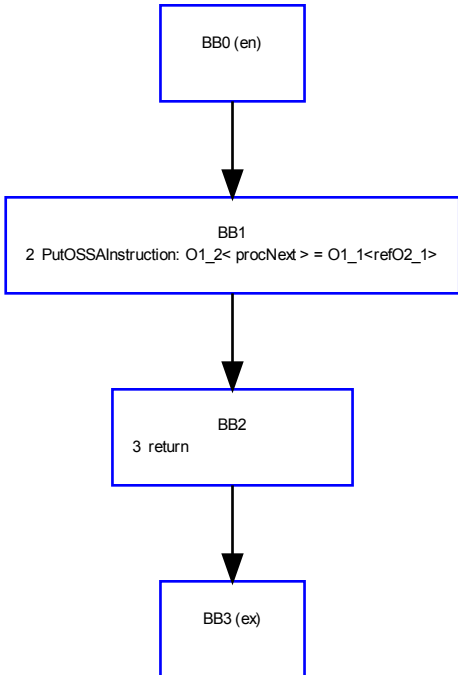 BB0 (en)
BB1
2 PutOSSAInstruction: O1_2< procNext > = O1_1<refO2_1>
BB2
3 return
BB3 (ex)